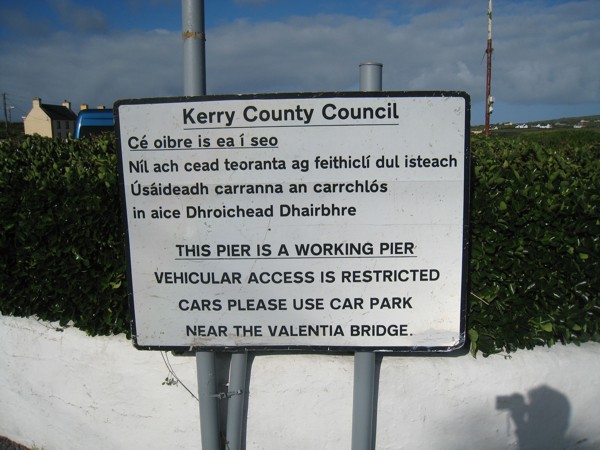 Kerry County Council
Cé oibre is ea í seo
Níl ach cead teoranta ag feithiclí dul isteach
Úsáideadh carranna an carrchlós
in aice Dhroichead Dhairbhre
THIS PIER IS A WORKING PIER
VEHICULAR ACCESS IS RESTRICTED
CARS PLEASE USE CAR PARK
NEAR THE VALENTIA BRIDGE.